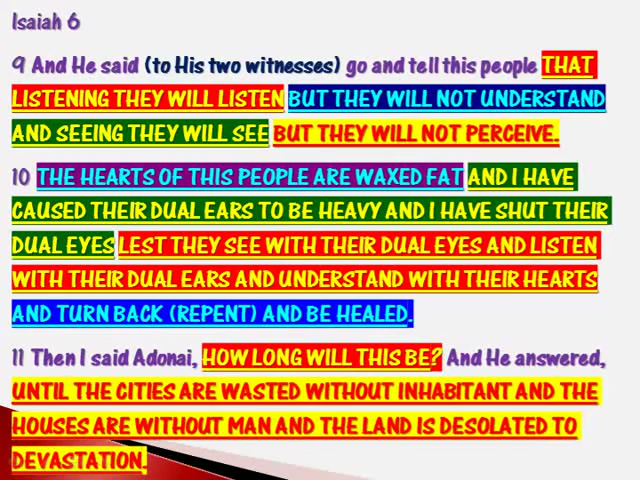 Isaiah 6
9 And He said (to His two witnesses) go and tell this people THAT
LISTENING THEY WILL LISTEN BUT THEY WILL NOT UNDERSTAND
AND SEEING THEY WILL SEE BUT THEY WILL NOT PERCEIVE.
10 THE HEARTS OF THIS PEOPLE ARE WAXED FAT AND I HAVE
CAUSED THEIR DUAL EARS TO BE HEAVY AND I HAVE SHUT THEIR
DUAL EYES LEST THEY SEE WITH THEIR DUAL EYES AND LISTEN
WITH THEIR DUAL EARS AND UNDERSTAND WITH THEIR HEARTS
AND TURN BACK (REPENT) AND BE HEALED.
11 Then I said Adonai, HOW LONG WILL THIS BE? And He answered,
UNTIL THE CITIES ARE WASTED WITHOUT INHABITANT AND THE
HOUSES ARE WITHOUT MAN AND THE LAND IS DESOLATED TO
DEVASTATION.